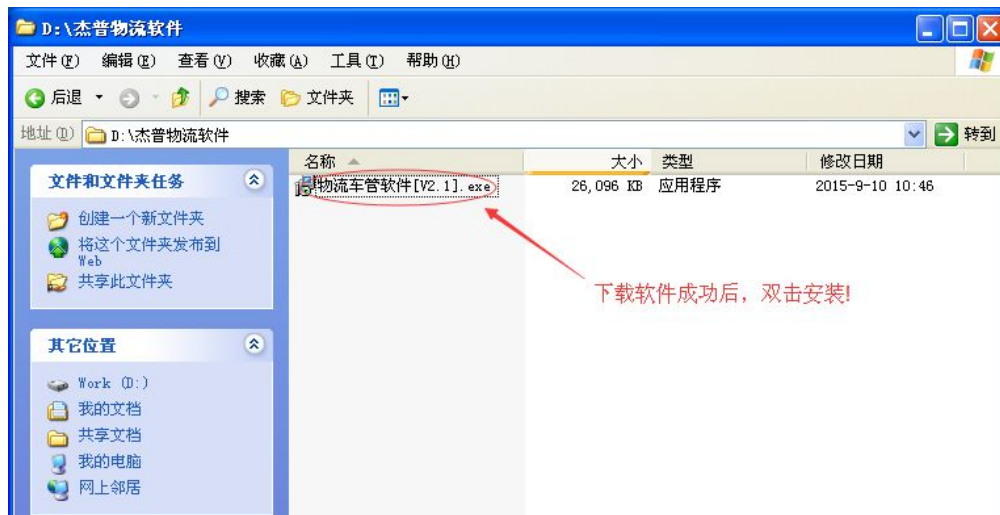 D:\杰普物流软件
文件(F) 编辑(E) 查看(V) 收藏(A) 工具(T) 帮助(H)
后退 搜索 文件夹
地址(D) D:\杰普物流软件 转到
名称 大小 类型 修改日期
物流车管软件[V2.1].exe 26,096 KB 应用程序 2015-9-10 10:46
文件和文件夹任务
创建一个新文件夹
将这个文件夹发布到
Web
共享此文件夹
下载软件成功后，双击安装!
其它位置
Work (D:)
我的文档
共享文档
我的电脑
网上邻居